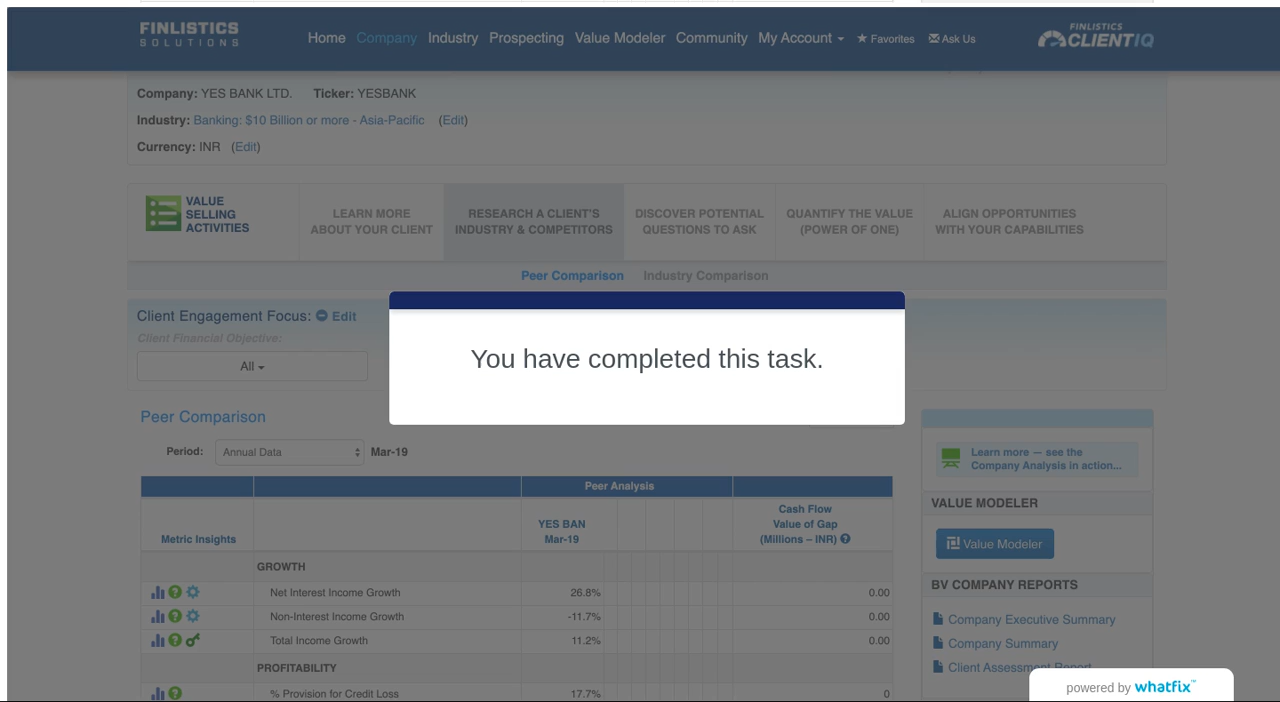 FINLISTICS
SOLUTIONS
Home Company Industry Prospecting Value Modeler Community My Account Favorites Ask Us
FINLISTICS
CLIENTIQ
Company: YES BANK LTD. Ticker: YESBANK
Industry: Banking: $10 Billion or more - Asia-Pacific (Edit)
Currency: INR (Edit)
VALUE
SELLING
ACTIVITIES
LEARN MORE
ABOUT YOUR CLIENT
RESEARCH A CLIENT'S
INDUSTRY & COMPETITORS
DISCOVER POTENTIAL
QUESTIONS TO ASK
QUANTIFY THE VALUE
(POWER OF ONE)
ALIGN OPPORTUNITIES
WITH YOUR CAPABILITIES
Peer Comparison Industry Comparison
Client Engagement Focus: Edit
Client Financial Objective:
All
You have completed this task.
Peer Comparison
Period: Annual Data Mar-19
Peer Analysis
Metric Insights
YES BAN
Mar-19
Cash Flow
Value of Gap
(Millions – INR)
GROWTH
Net Interest Income Growth 26.8% 0.00
Non-Interest Income Growth -11.7% 0.00
Total Income Growth 11.2% 0.00
PROFITABILITY
% Provision for Credit Loss 17.7% 0
Learn more — see the
Company Analysis in action...
VALUE MODELER
Value Modeler
BV COMPANY REPORTS
Company Executive Summary
Company Summary
Client Assessment Report
powered by whatfix™